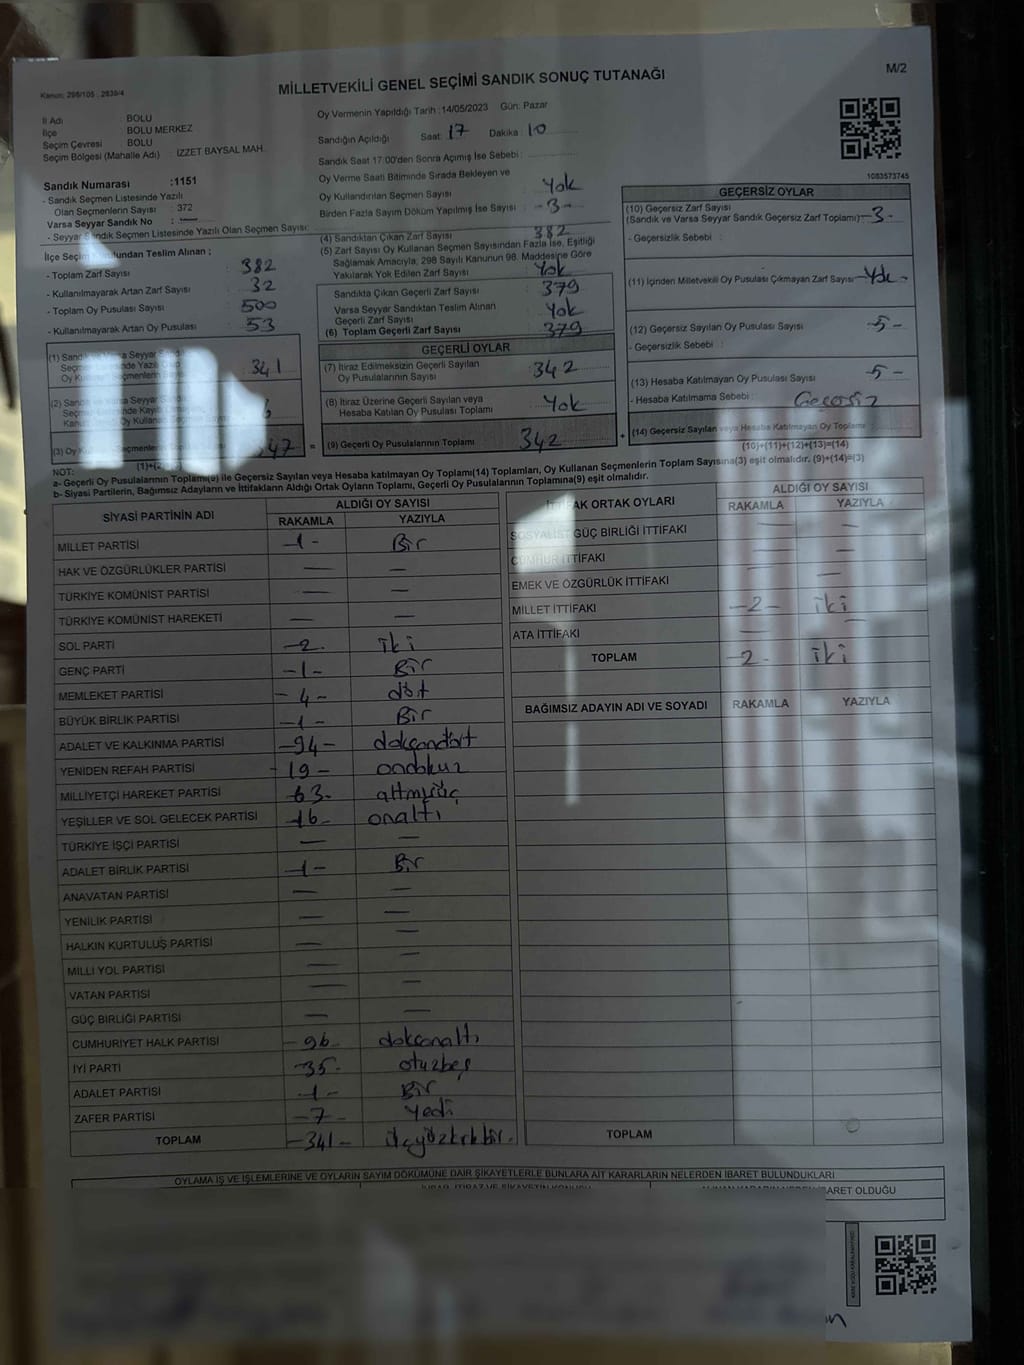 Kanun: 298/105 , 2839/4
MİLLETVEKİLİ GENEL SEÇİMİ SANDIK SONUÇ TUTANAĞI
M/2
İl Adı BOLU
İlçe BOLU MERKEZ
Seçim Çevresi BOLU
Seçim Bölgesi (Mahalle Adı) : İZZET BAYSAL MAH.
Sandık Numarası :1151
- Sandık Seçmen Listesinde Yazılı
Olan Seçmenlerin Sayısı : 372
Varsa Seyyar Sandık No : —
- Seyyar Sandık Seçmen Listesinde Yazılı Olan Seçmen Sayısı:
Oy Vermenin Yapıldığı Tarih :14/05/2023 Gün: Pazar
Sandığın Açıldığı Saat: 17 Dakika : 10
Sandık Saat 17:00'den Sonra Açımış İse Sebebi :
Oy Verme Saati Bitiminde Sırada Bekleyen ve
Oy Kullandırılan Seçmen Sayısı Yok
Birden Fazla Sayım Döküm Yapılmış İse Sayısı : -3-
1083573745
İlçe Seçim Kurulundan Teslim Alınan ;
- Toplam Zarf Sayısı : 382
- Kullanılmayarak Artan Zarf Sayısı : 32
- Toplam Oy Pusulası Sayısı : 500
- Kullanılmayarak Artan Oy Pusulası : 53
(1) Sandık Varsa Seyyar
341
(2) Sandık ve Varsa Seyyar
(3) Oy 47
(4) Sandıktan Çıkan Zarf Sayısı 382
(5) Zarf Sayısı Oy Kullanan Seçmen Sayısından Fazla İse, Eşitliği
Sağlamak Amacıyla, 298 Sayılı Kanunun 98. Maddesine Göre
Yakılarak Yok Edilen Zarf Sayısı : Yok
Sandıkta Çıkan Geçerli Zarf Sayısı : 379
Varsa Seyyar Sandıktan Teslim Alınan
Geçerli Zarf Sayısı : Yok
(6) Toplam Geçerli Zarf Sayısı : 379
GEÇERLİ OYLAR
(7) İtiraz Edilmeksizin Geçerli Sayılan
Oy Pusulalarının Sayısı : 342
(8) İtiraz Üzerine Geçerli Sayılan veya
Hesaba Katılan Oy Pusulası Toplamı : Yok
= (9) Geçerli Oy Pusulalarının Toplamı 342 +
GEÇERSİZ OYLAR
(10) Geçersiz Zarf Sayısı
(Sandık ve Varsa Seyyar Sandık Geçersiz Zarf Toplamı) -3-
- Geçersizlik Sebebi :
(11) İçinden Milletvekili Oy Pusulası Çıkmayan Zarf Sayısı - Yok -
(12) Geçersiz Sayılan Oy Pusulası Sayısı -5-
- Geçersizlik Sebebi :
(13) Hesaba Katılmayan Oy Pusulası Sayısı -5-
- Hesaba Katılmama Sebebi : Geçersiz
(14) Geçersiz Sayılan veya Hesaba Katılmayan Oy Toplamı :
(10)+(11)+(12)+(13)=(14)
NOT:
a- Geçerli Oy Pusulalarının Toplamı(9) ile Geçersiz Sayılan veya Hesaba katılmayan Oy Toplamı(14) Toplamları, Oy Kullanan Seçmenlerin Toplam Sayısına(3) eşit olmalıdır. (9)+(14)=(3)
b- Siyasi Partilerin, Bağımsız Adayların ve İttifakların Aldığı Ortak Oyların Toplamı, Geçerli Oy Pusulalarının Toplamına(9) eşit olmalıdır.
SİYASİ PARTİNİN ADI ALDIĞI OY SAYISI
RAKAMLA YAZIYLA
MİLLET PARTİSİ -1- Bir
HAK VE ÖZGÜRLÜKLER PARTİSİ — —
TÜRKİYE KOMÜNİST PARTİSİ — —
TÜRKİYE KOMÜNİST HAREKETİ — —
SOL PARTİ -2- iki
GENÇ PARTİ -1- Bir
MEMLEKET PARTİSİ -4- dört
BÜYÜK BİRLİK PARTİSİ -1- Bir
ADALET VE KALKINMA PARTİSİ -94- doksandört
YENİDEN REFAH PARTİSİ -19- ondokuz
MİLLİYETÇİ HAREKET PARTİSİ -63- altmışüç
YEŞİLLER VE SOL GELECEK PARTİSİ -16- onaltı
TÜRKİYE İŞÇİ PARTİSİ — —
ADALET BİRLİK PARTİSİ -1- Bir
ANAVATAN PARTİSİ — —
YENİLİK PARTİSİ — —
HALKIN KURTULUŞ PARTİSİ — —
MİLLİ YOL PARTİSİ — —
VATAN PARTİSİ — —
GÜÇ BİRLİĞİ PARTİSİ — —
CUMHURİYET HALK PARTİSİ -96- doksanaltı
İYİ PARTİ -35- otuzbeş
ADALET PARTİSİ -1- Bir
ZAFER PARTİSİ -7- Yedi
TOPLAM -341- üçyüzkırkbir.
İTTİFAK ORTAK OYLARI ALDIĞI OY SAYISI
RAKAMLA YAZIYLA
SOSYALİST GÜÇ BİRLİĞİ İTTİFAKI — —
CUMHUR İTTİFAKI — —
EMEK VE ÖZGÜRLÜK İTTİFAKI — —
MİLLET İTTİFAKI -2- iki
ATA İTTİFAKI — —
TOPLAM -2- iki
BAĞIMSIZ ADAYIN ADI VE SOYADI RAKAMLA YAZIYLA
TOPLAM
OYLAMA İŞ VE İŞLEMLERİNE VE OYLARIN SAYIM DÖKÜMÜNE DAİR ŞİKAYETLERLE BUNLARA AİT KARARLARIN NELERDEN İBARET BULUNDUKLARI
İBARET OLDUĞU